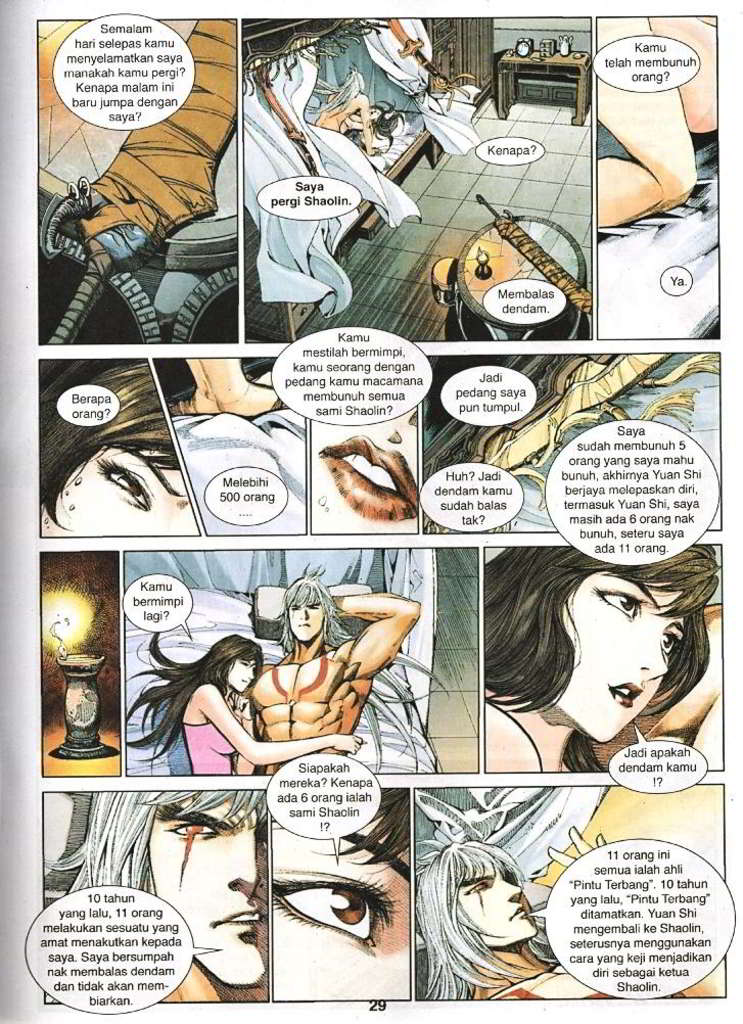 Semalam
hari selepas kamu
menyelamatkan saya
manakah kamu pergi?
Kenapa malam ini
baru jumpa dengan
saya?
Saya
pergi Shaolin.
Kenapa?
Membalas
dendam.
Kamu
telah membunuh
orang?
Ya.
Berapa
orang?
Melebihi
500 orang
....
Kamu
mestilah bermimpi,
kamu seorang dengan
pedang kamu macamana
membunuh semua
sami Shaolin?
Jadi
pedang saya
pun tumpul.
Huh? Jadi
dendam kamu
sudah balas
tak?
Saya
sudah membunuh 5
orang yang saya mahu
bunuh, akhirnya Yuan Shi
berjaya melepaskan diri,
termasuk Yuan Shi, saya
masih ada 6 orang nak
bunuh, seteru saya
ada 11 orang.
Kamu
bermimpi
lagi?
Jadi apakah
dendam kamu
!?
10 tahun
yang lalu, 11 orang
melakukan sesuatu yang
amat menakutkan kepada
saya. Saya bersumpah
nak membalas dendam
dan tidak akan mem-
biarkan.
Siapakah
mereka? Kenapa
ada 6 orang ialah
sami Shaolin
!?
11 orang ini
semua ialah ahli
"Pintu Terbang". 10 tahun
yang lalu, "Pintu Terbang"
ditamatkan. Yuan Shi
mengembali ke Shaolin,
seterusnya menggunakan
cara yang keji menjadikan
diri sebagai ketua
Shaolin.
29